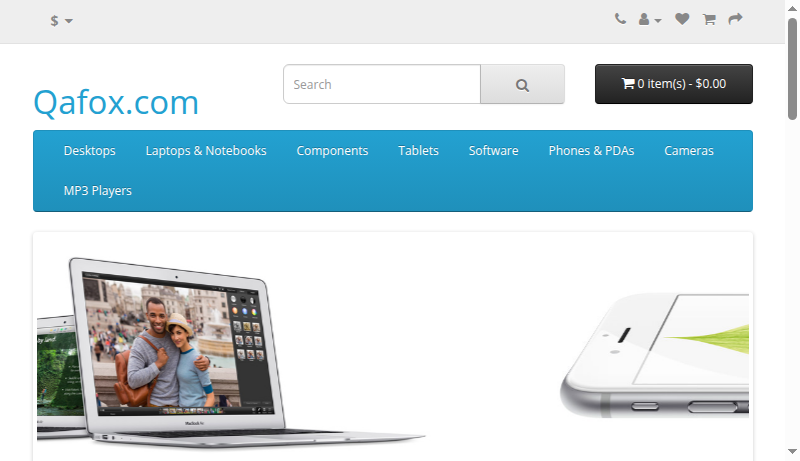 $
Qafox.com
Search
0 item(s) - $0.00
Desktops
Laptops & Notebooks
Components
Tablets
Software
Phones & PDAs
Cameras
MP3 Players
MacBook Air